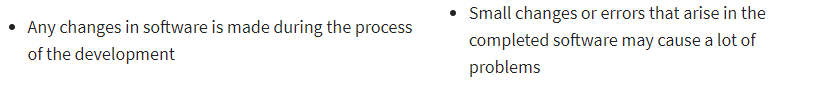 • Any changes in software is made during the process
of the development
• Small changes or errors that arise in the
completed software may cause a lot of
problems